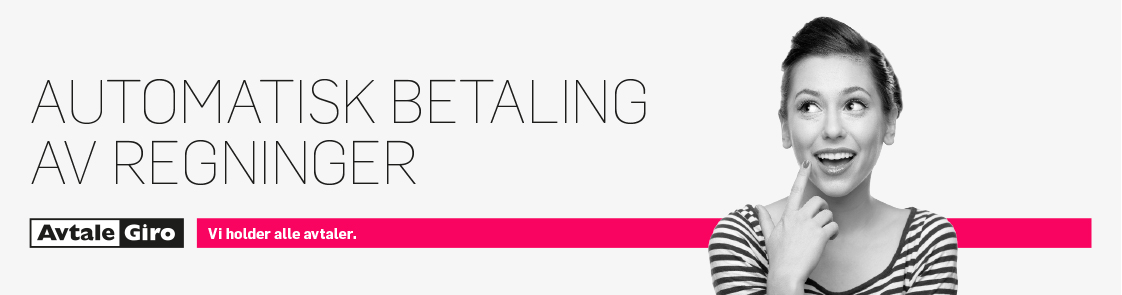 AUTOMATISK BETALING
AV REGNINGER
Avtale Giro
Vi holder alle avtaler.